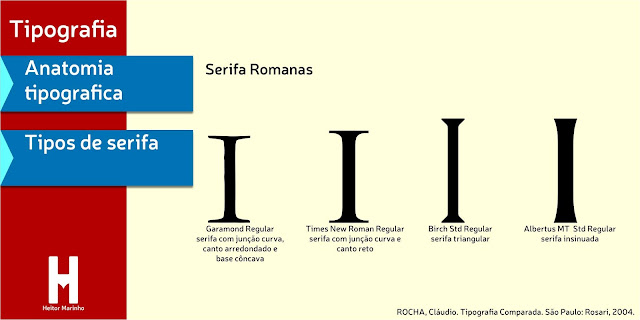 Tipografia
Anatomia
tipografica
Tipos de serifa
Serifa Romanas
I
I
I
I
Garamond Regular
serifa com junção curva,
canto arredondado e
base côncava
Times New Roman Regular
serifa com junção curva e
canto reto
Birch Std Regular
serifa triangular
Albertus MT Std Regular
serifa insinuada
H
Heitor Marinho
ROCHA, Cláudio. Tipografia Comparada. São Paulo: Rosari, 2004.